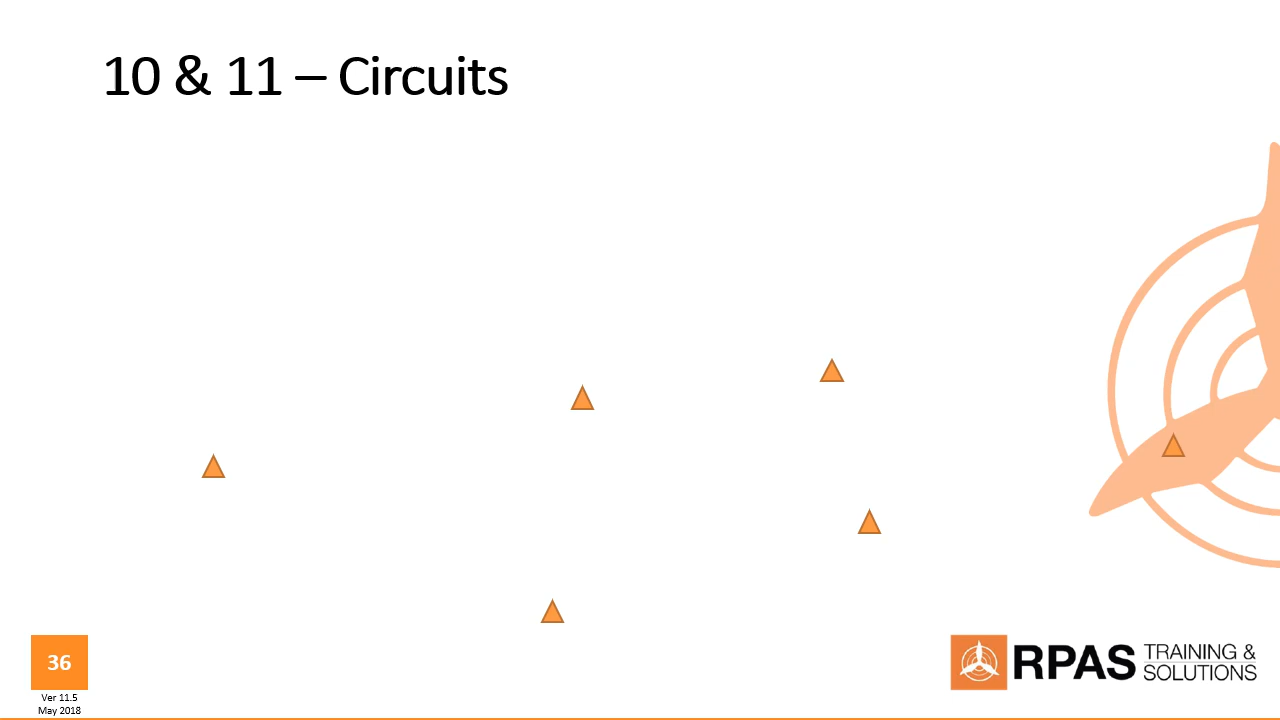 10 & 11 – Circuits
36
Ver 11.5
May 2018
RPAS TRAINING &
SOLUTIONS